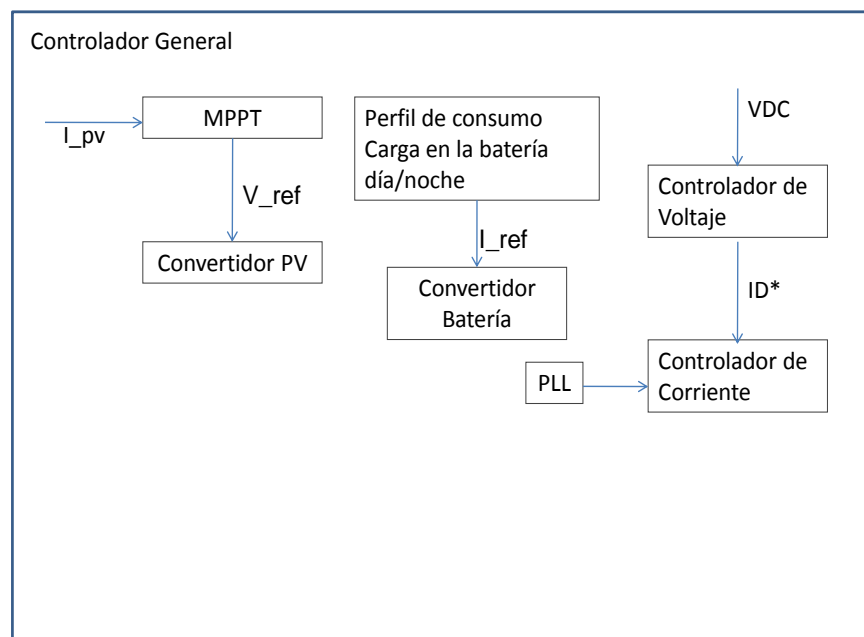 Controlador General
I_pv
MPPT
V_ref
Convertidor PV
Perfil de consumo
Carga en la batería
día/noche
I_ref
Convertidor
Batería
VDC
Controlador de
Voltaje
ID*
PLL
Controlador de
Corriente